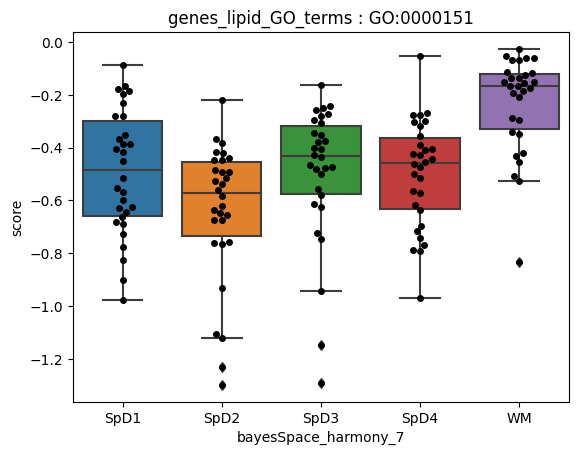 genes_lipid_GO_terms : GO:0000151
0.0
−0.2
−0.4
−0.6
−0.8
−1.0
−1.2
score
SpD1 SpD2 SpD3 SpD4 WM
bayesSpace_harmony_7